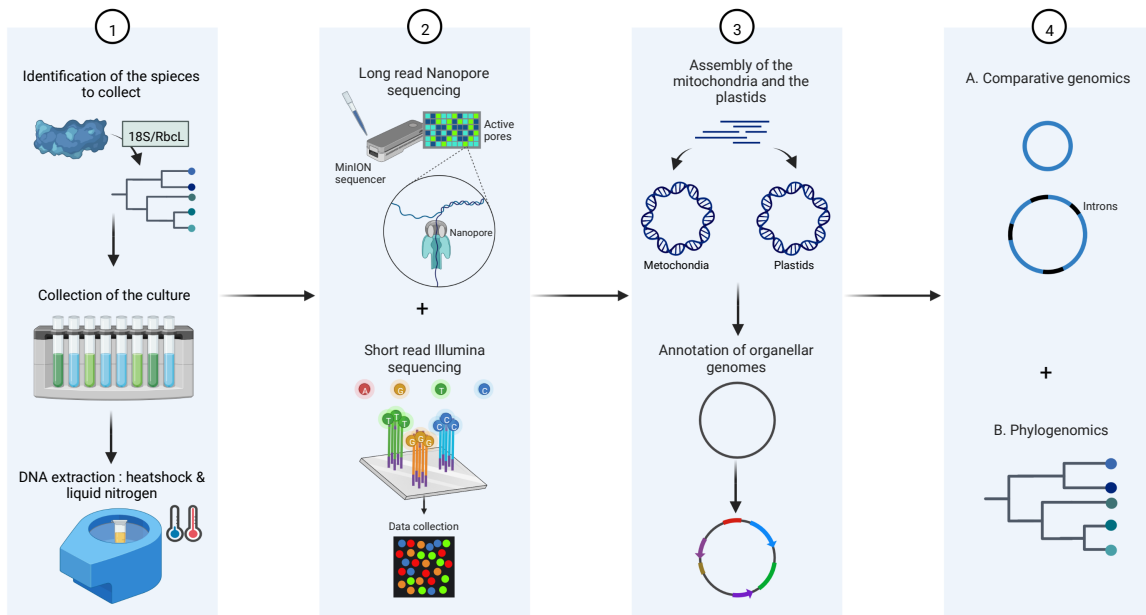 1
Identification of the spieces
to collect
18S/RbcL
Collection of the culture
DNA extraction : heatshock &
liquid nitrogen
2
Long read Nanopore
sequencing
Active
pores
MinION
sequencer
Nanopore
+
Short read Illumina
sequencing
A G T C
T T T
G G G
C C C
Data collection
3
Assembly of the
mitochondria and the
plastids
Metochondria
Plastids
Annotation of organellar
genomes
4
A. Comparative genomics
Introns
+
B. Phylogenomics